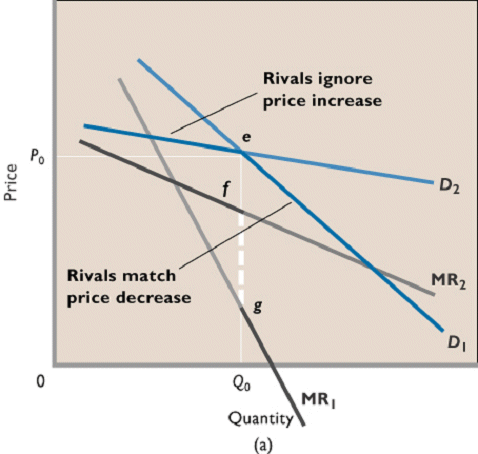 Rivals ignore
price increase
e
P₀
Price
D₂
f
Rivals match
price decrease
MR₂
g
D₁
0
Q₀
MR₁
Quantity
(a)